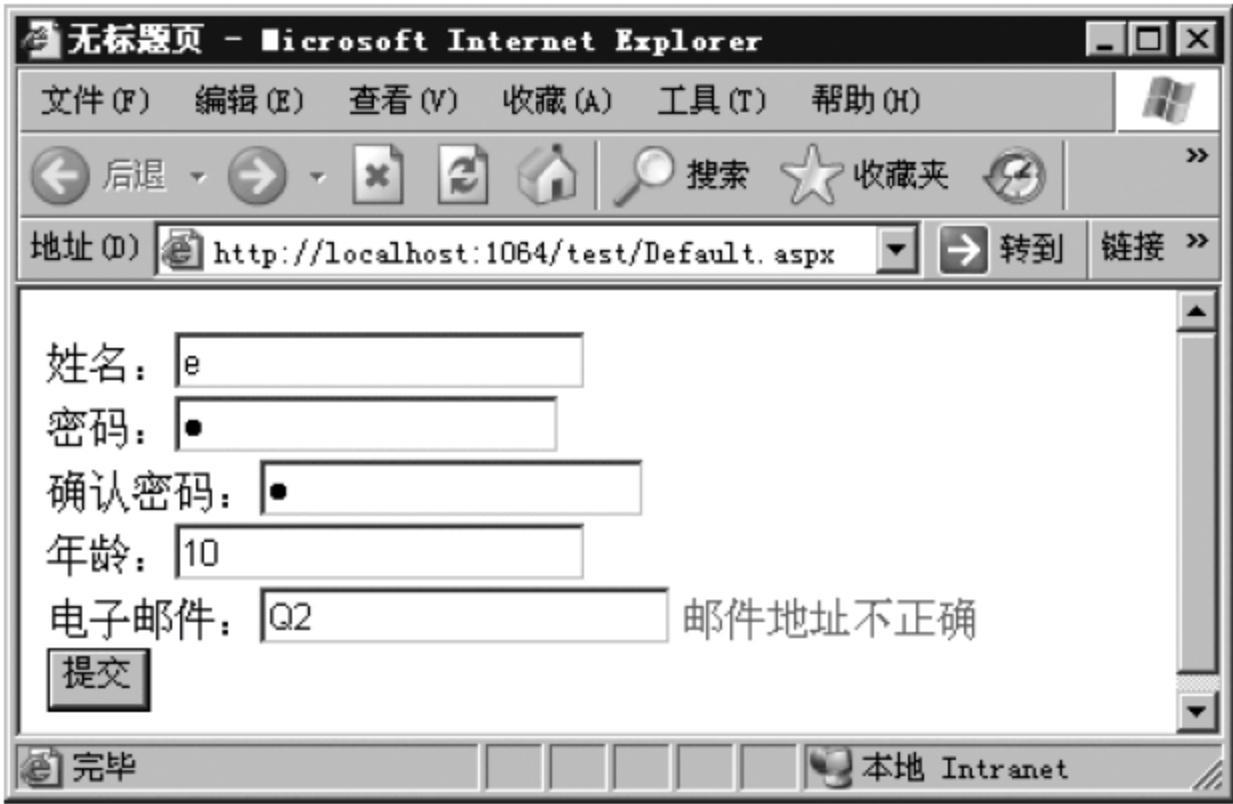 无标题页 - Microsoft Internet Explorer
文件(F) 编辑(E) 查看(V) 收藏(A) 工具(T) 帮助(H)
后退 搜索 收藏夹 »
地址(D) http://localhost:1064/test/Default.aspx 转到 链接 »
姓名：e
密码：●
确认密码：●
年龄：10
电子邮件：Q2 邮件地址不正确
提交
完毕 本地 Intranet